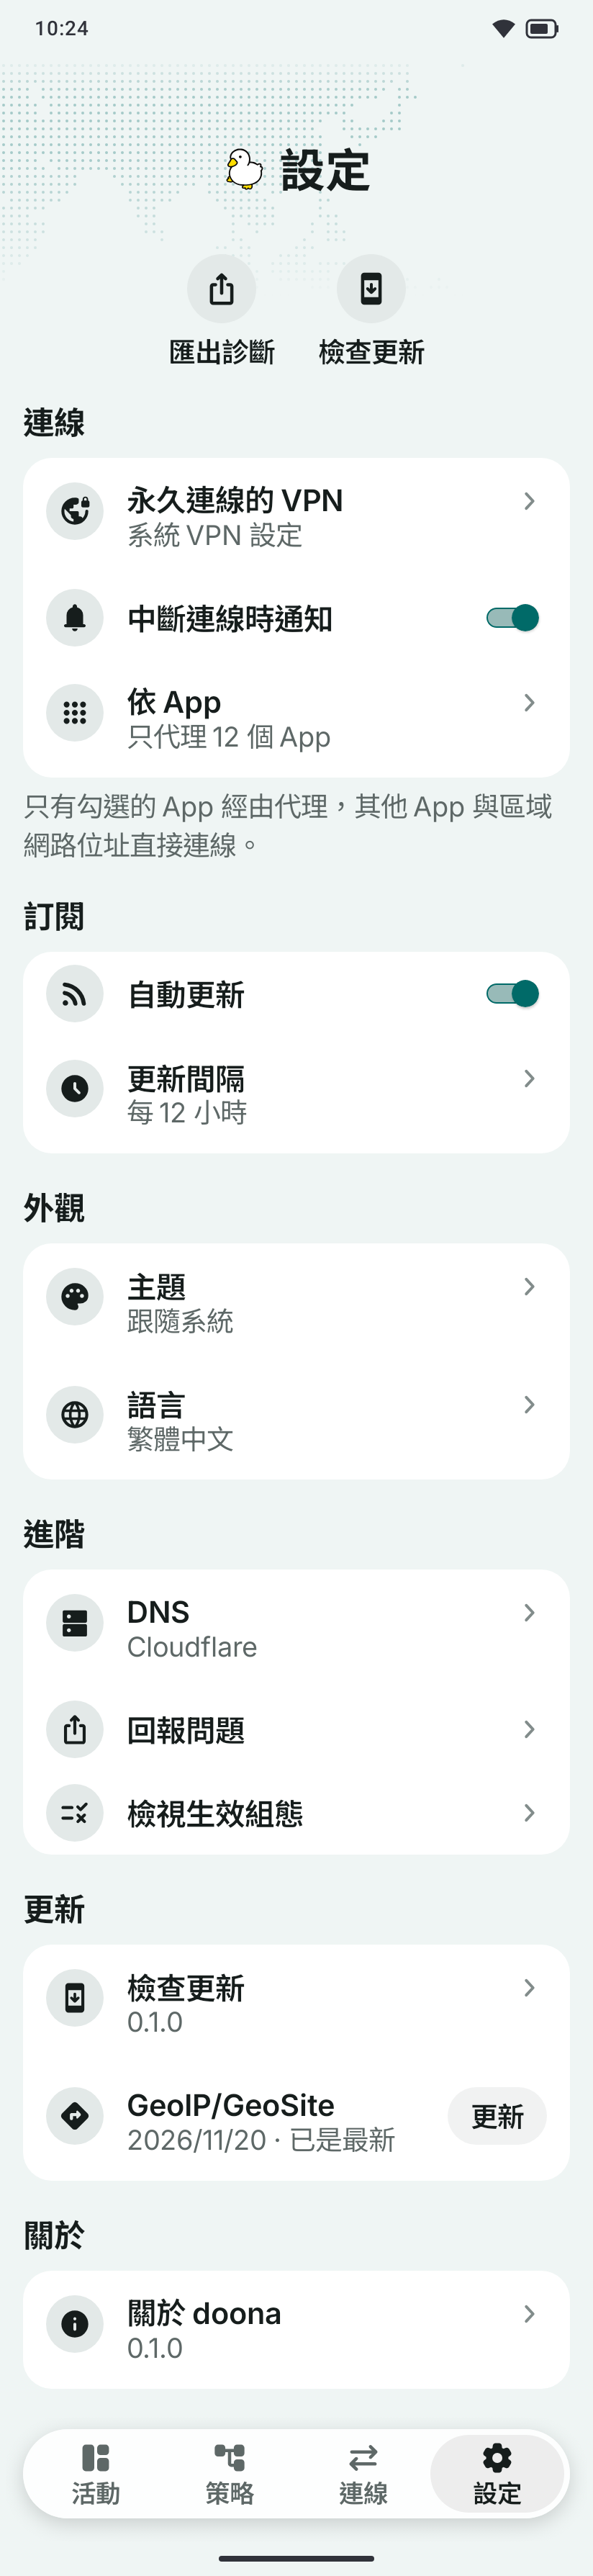 10:24
設定
匯出診斷
檢查更新
連線
永久連線的 VPN
系統 VPN 設定
中斷連線時通知
依 App
只代理 12 個 App
只有勾選的 App 經由代理，其他 App 與區域
網路位址直接連線。
訂閱
自動更新
更新間隔
每 12 小時
外觀
主題
跟隨系統
語言
繁體中文
進階
DNS
Cloudflare
回報問題
檢視生效組態
更新
檢查更新
0.1.0
GeoIP/GeoSite
2026/11/20 · 已是最新
更新
關於
關於 doona
0.1.0
活動
策略
連線
設定